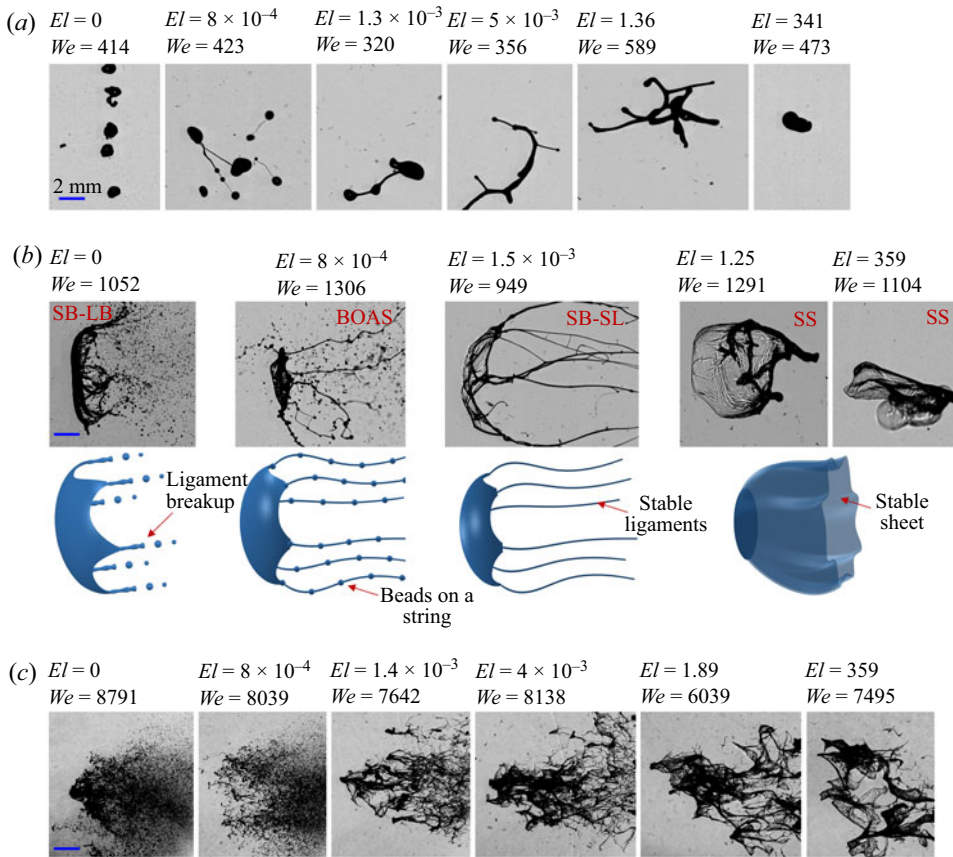 (a)
El = 0
We = 414
El = 8 × 10⁻⁴
We = 423
El = 1.3 × 10⁻³
We = 320
El = 5 × 10⁻³
We = 356
El = 1.36
We = 589
El = 341
We = 473
2 mm
(b)
El = 0
We = 1052
El = 8 × 10⁻⁴
We = 1306
El = 1.5 × 10⁻³
We = 949
El = 1.25
We = 1291
El = 359
We = 1104
SB-LB
BOAS
SB-SL
SS
SS
Ligament
breakup
Beads on a
string
Stable
ligaments
Stable
sheet
(c)
El = 0
We = 8791
El = 8 × 10⁻⁴
We = 8039
El = 1.4 × 10⁻³
We = 7642
El = 4 × 10⁻³
We = 8138
El = 1.89
We = 6039
El = 359
We = 7495